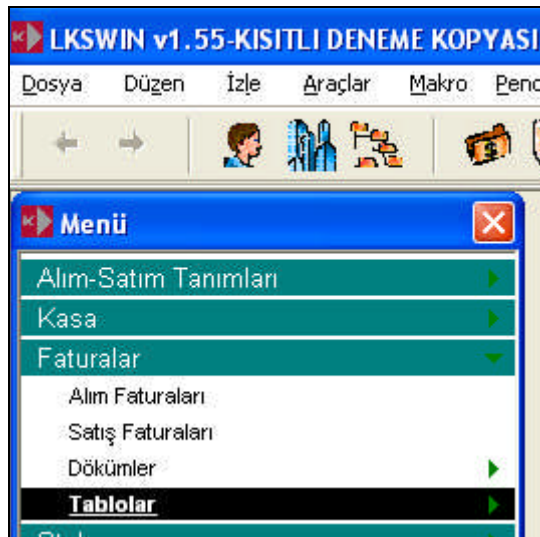 LKSWIN v1.55-KISITLI DENEME KOPYASI
Dosya Düzen İzle Araçlar Makro
Menü
Alım-Satım Tanımları
Kasa
Faturalar
Alım Faturaları
Satış Faturaları
Dökümler
Tablolar